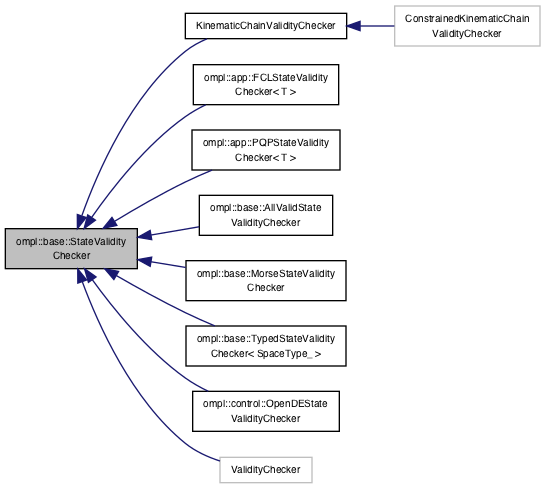 KinematicChainValidityChecker
ConstrainedKinematicChain
ValidityChecker
ompl::app::FCLStateValidity
Checker< T >
ompl::app::PQPStateValidity
Checker< T >
ompl::base::AllValidState
ValidityChecker
ompl::base::StateValidity
Checker
ompl::base::MorseStateValidity
Checker
ompl::base::TypedStateValidity
Checker< SpaceType_ >
ompl::control::OpenDEState
ValidityChecker
ValidityChecker